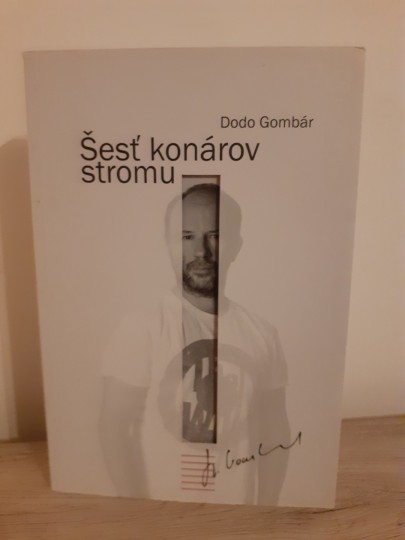 Dodo Gombár
Šesť konárov
stromu